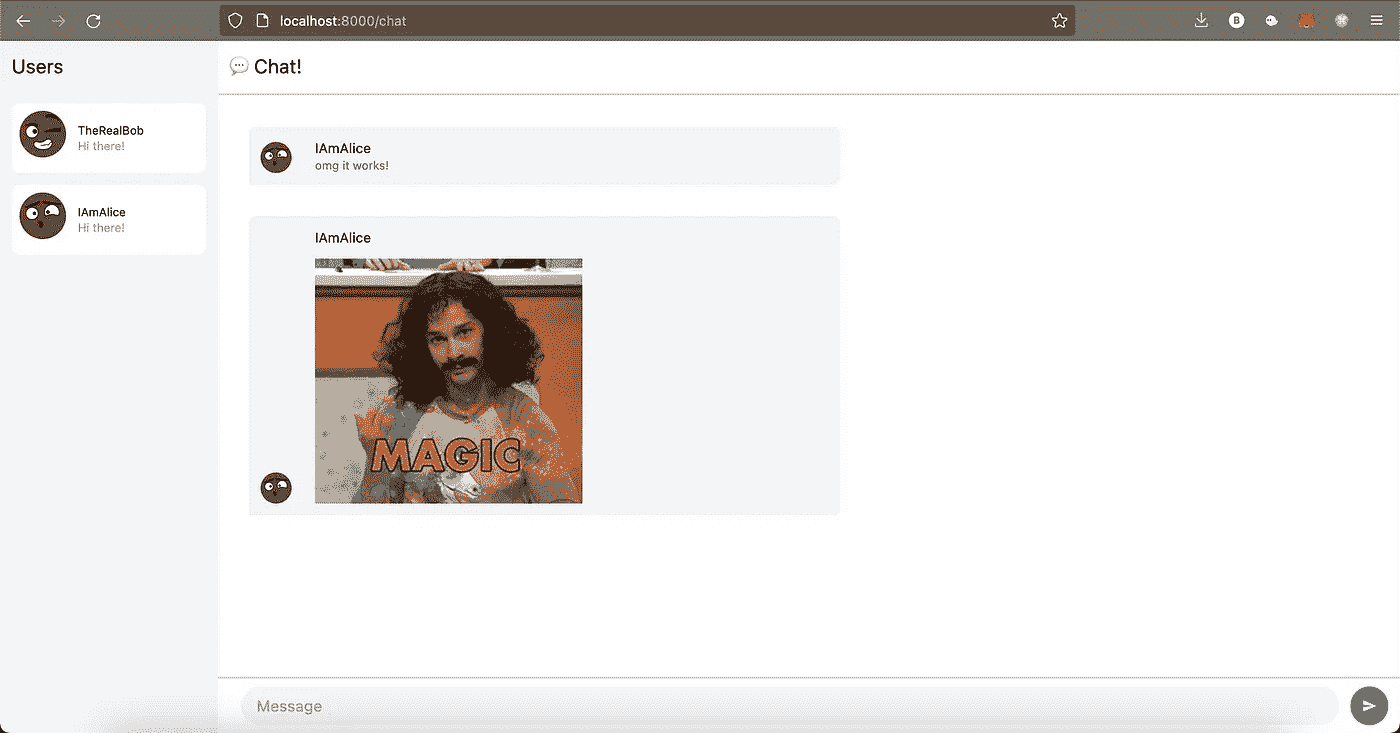 localhost:8000/chat
B
Users
💬 Chat!
TheRealBob
Hi there!
IAmAlice
Hi there!
IAmAlice
omg it works!
IAmAlice
MAGIC
Message